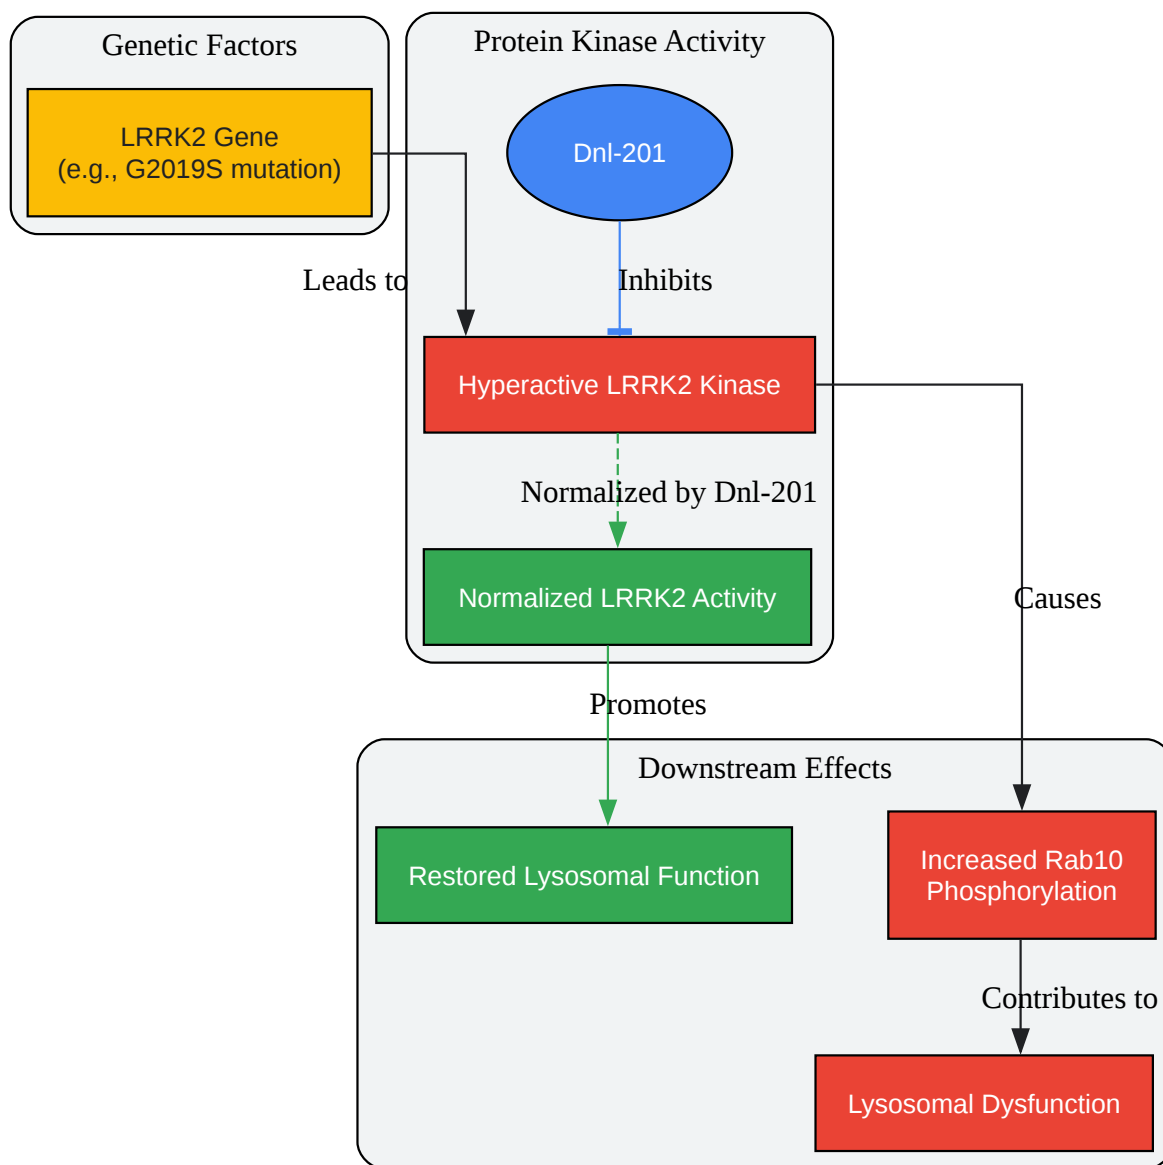 Genetic Factors
LRRK2 Gene
(e.g., G2019S mutation)
Protein Kinase Activity
Dnl-201
Leads to
Inhibits
Hyperactive LRRK2 Kinase
Normalized by Dnl-201
Normalized LRRK2 Activity
Causes
Promotes
Downstream Effects
Restored Lysosomal Function
Increased Rab10
Phosphorylation
Contributes to
Lysosomal Dysfunction